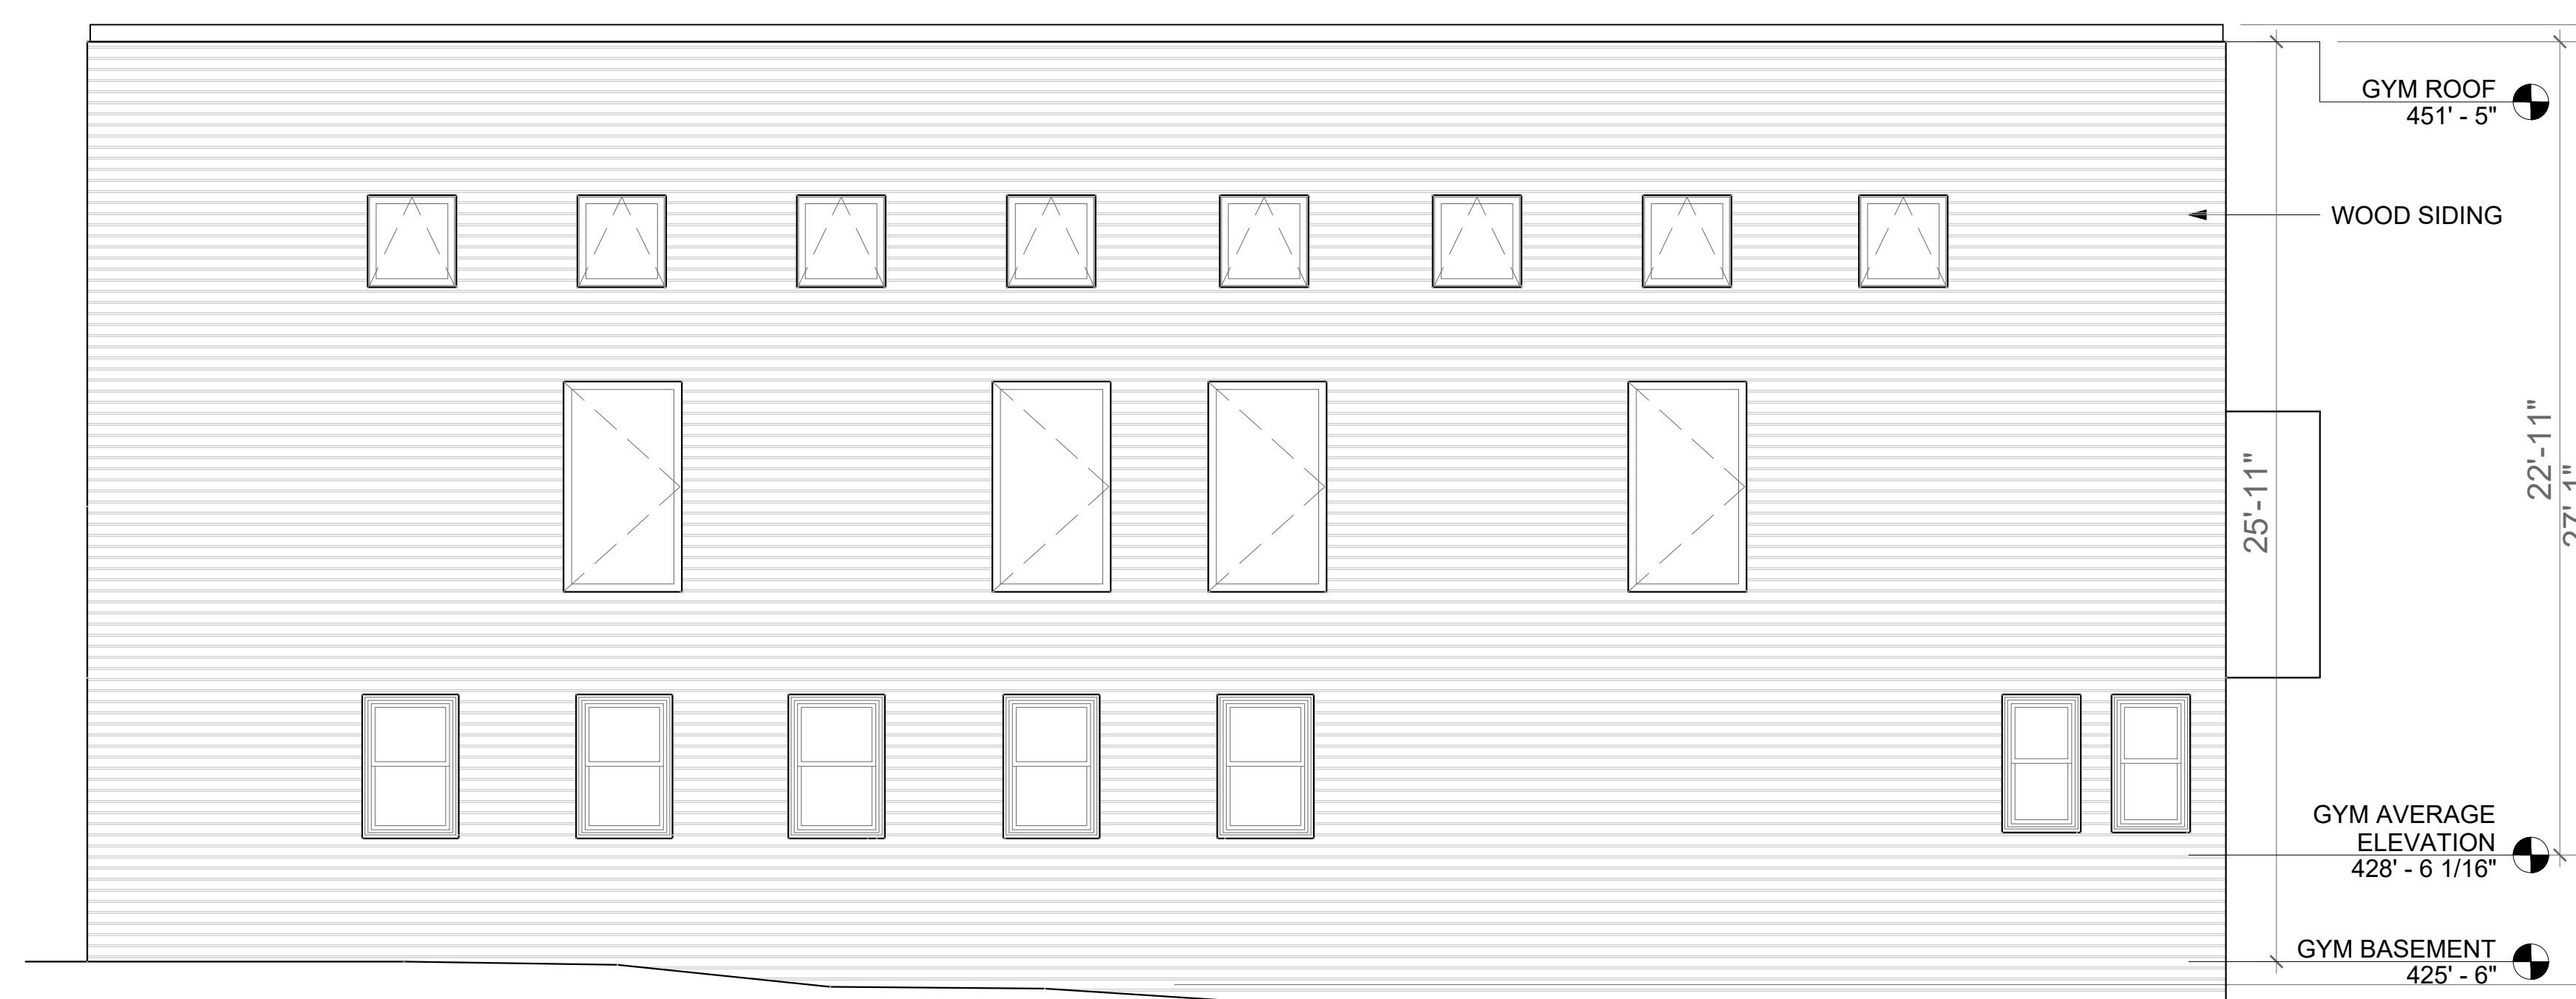 GYM ROOF
451' - 5"
WOOD SIDING
25'-11"
22'-11"
GYM AVERAGE
ELEVATION
428' - 6 1/16"
GYM BASEMENT
425' - 6"